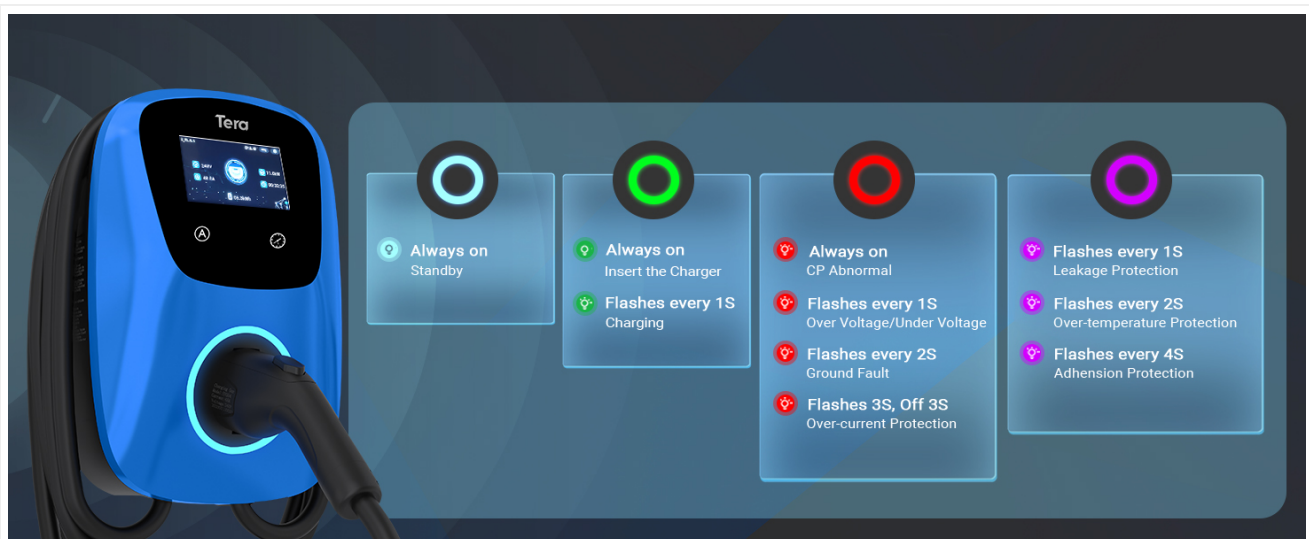 Tera
Always on
Standby
Always on
Insert the Charger
Flashes every 1S
Charging
Always on
CP Abnormal
Flashes every 1S
Over Voltage/Under Voltage
Flashes every 2S
Ground Fault
Flashes 3S, Off 3S
Over-current Protection
Flashes every 1S
Leakage Protection
Flashes every 2S
Over-temperature Protection
Flashes every 4S
Adhension Protection